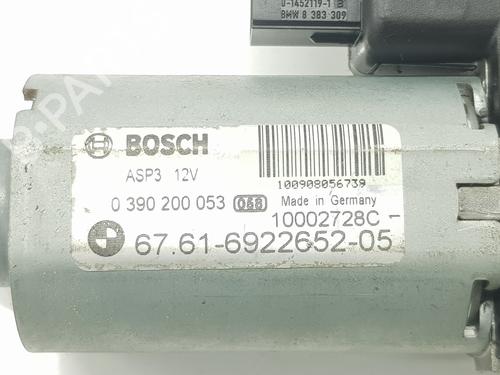 0-1452119-1
BMW 8 383 309
BOSCH
ASP3 12V
100908056739
0 390 200 053 Made in Germany
10002728C-
67.61-6922652-05